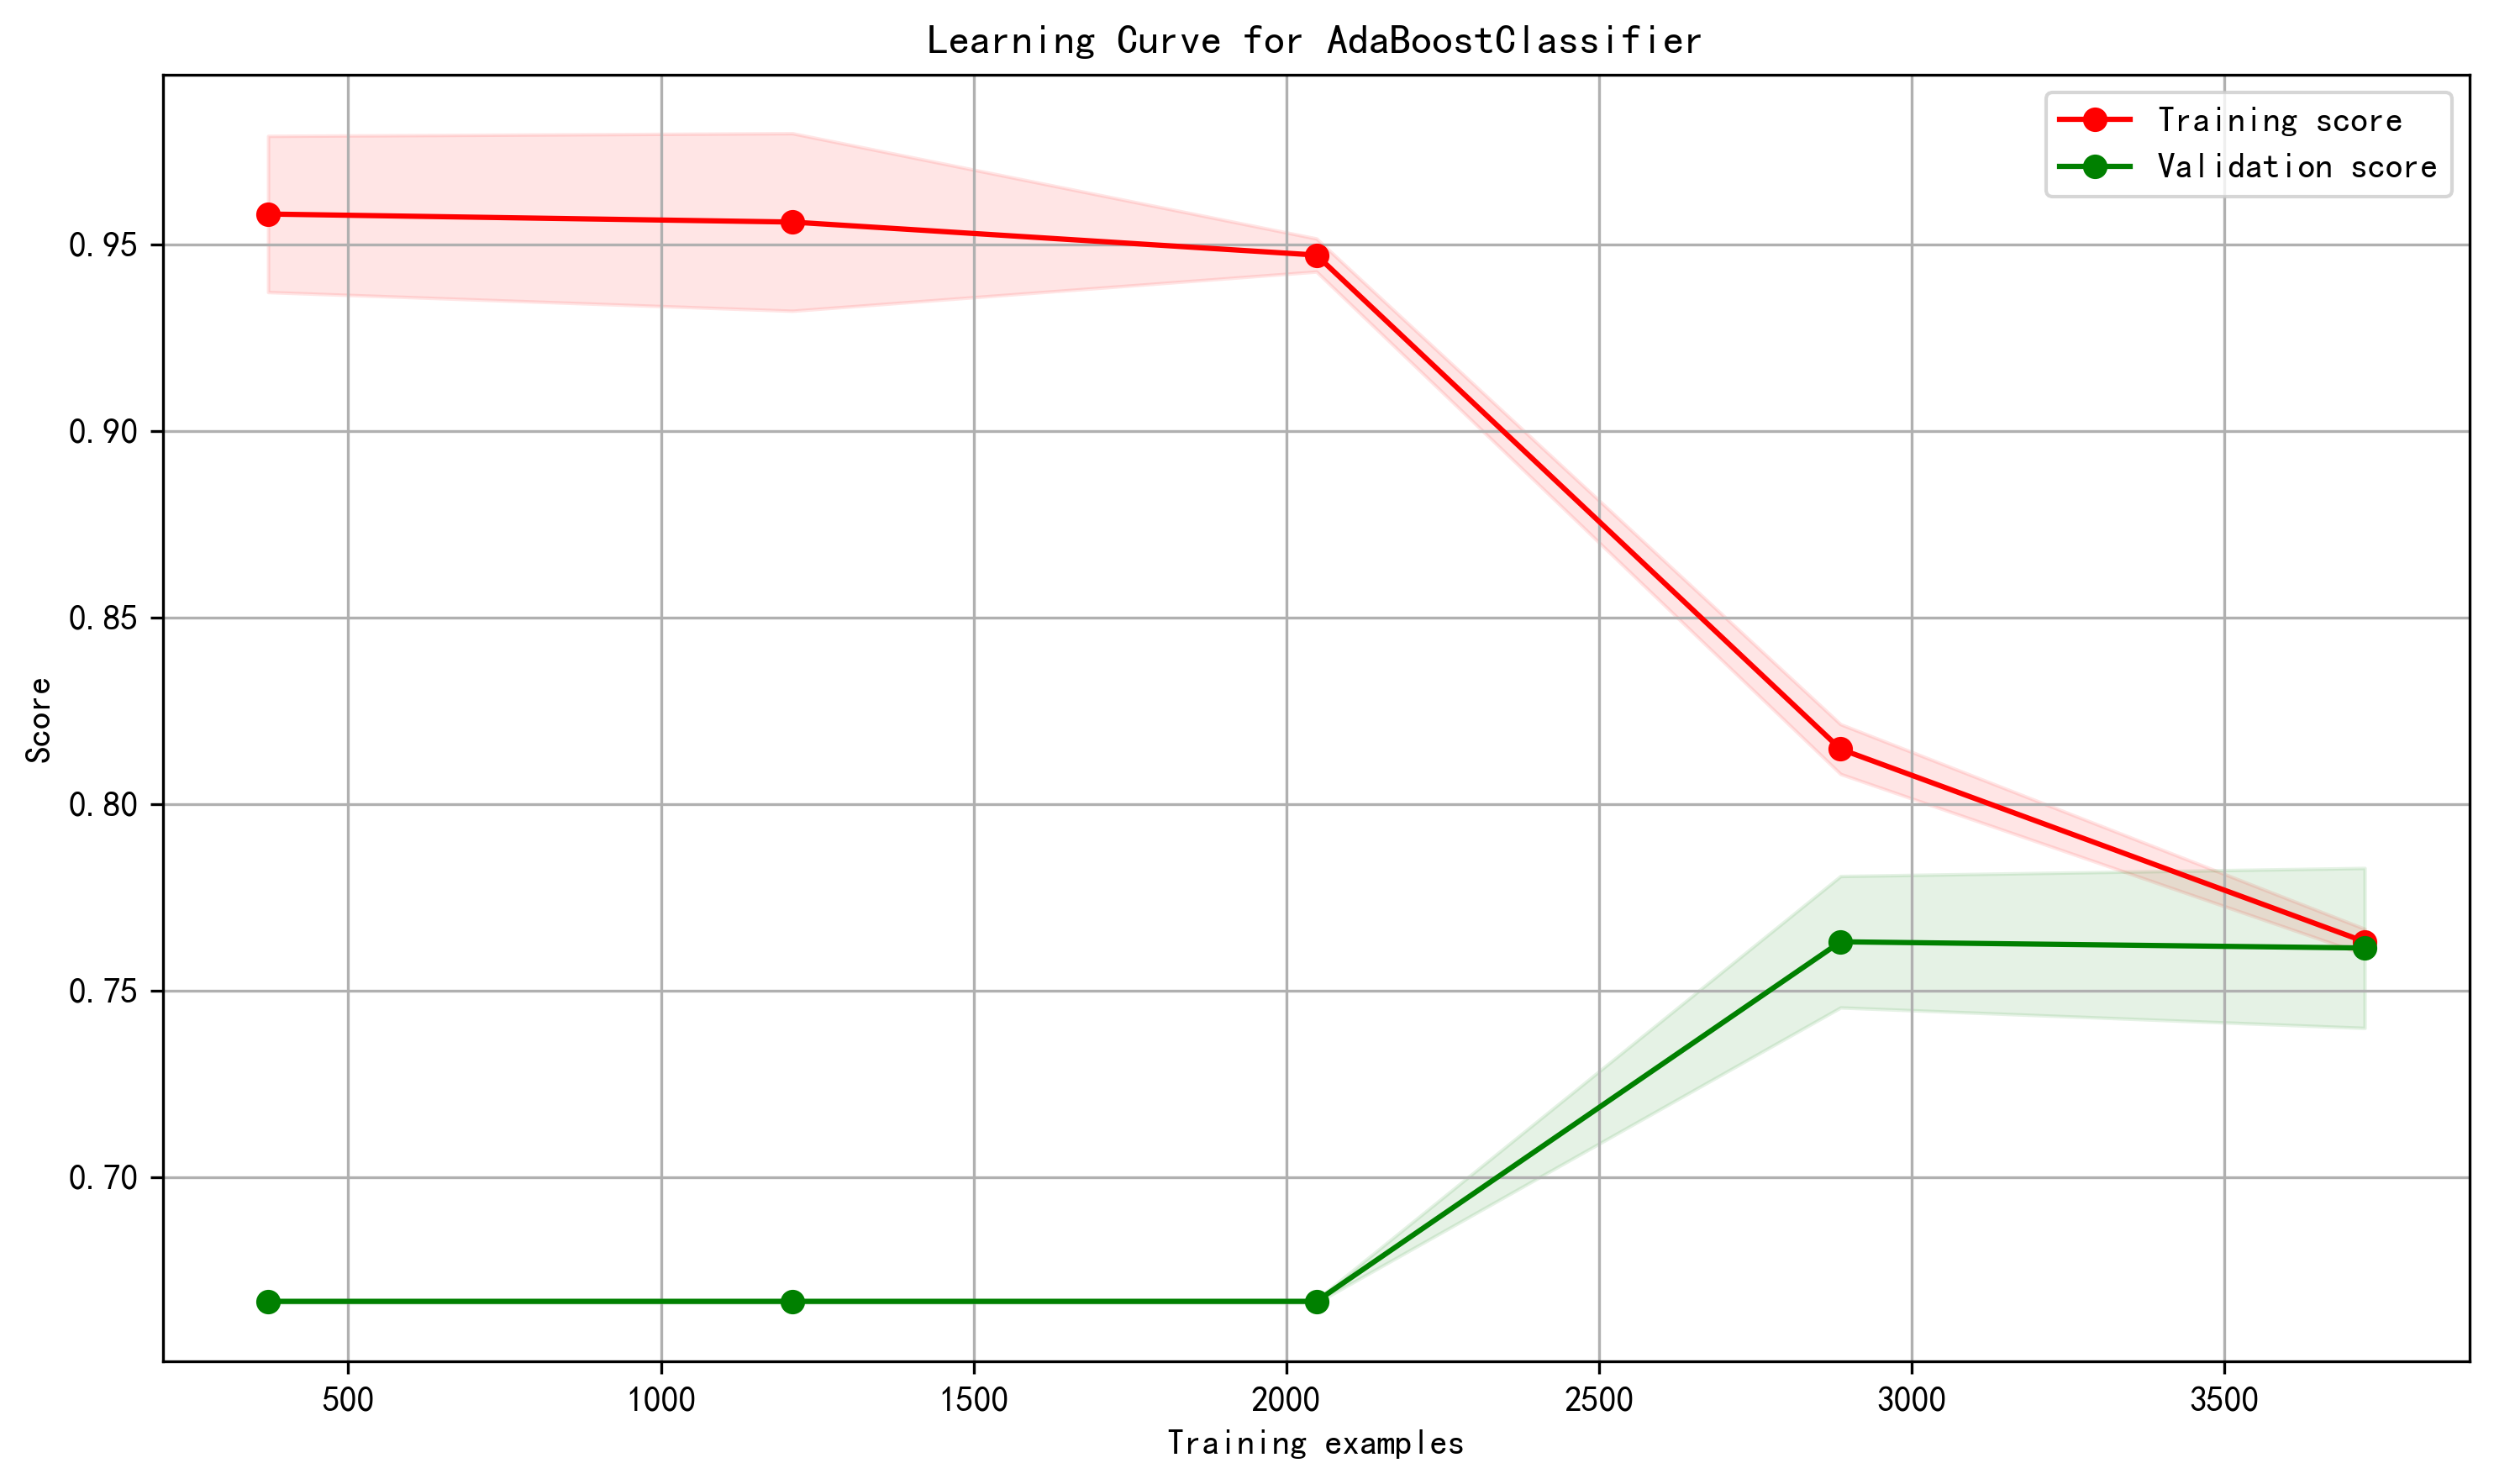 Learning Curve for AdaBoostClassifier
Training score
Validation score
0.95
0.90
0.85
0.80
0.75
0.70
Score
500 1000 1500 2000 2500 3000 3500
Training examples